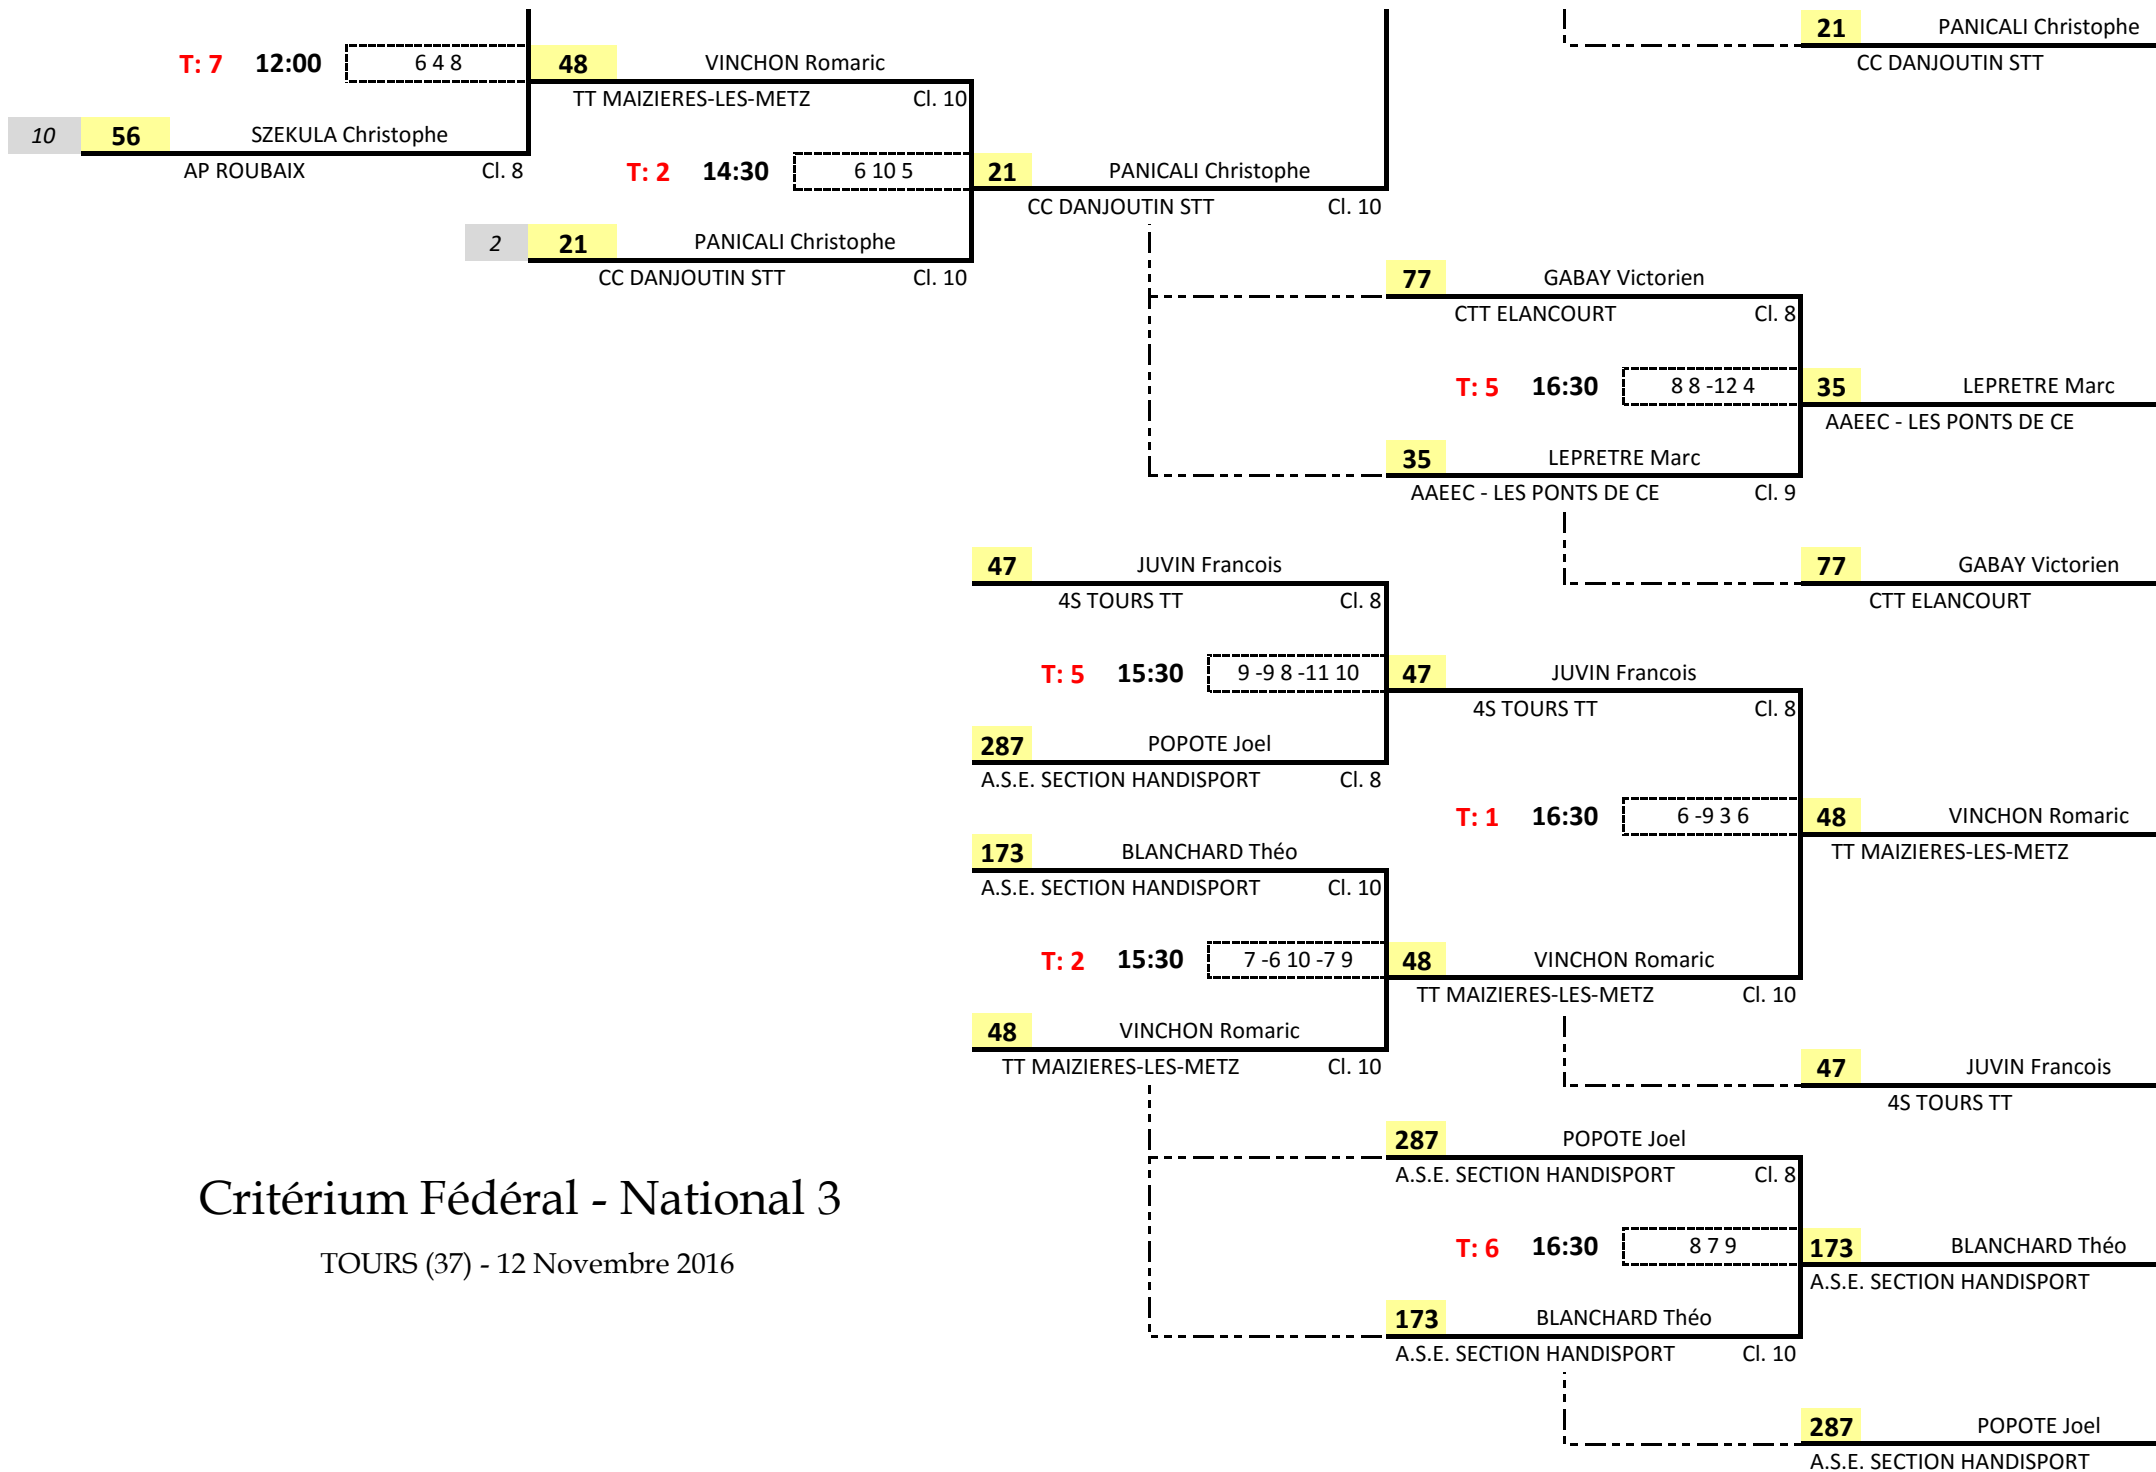 21 PANICALI Christophe
CC DANJOUTIN STT
T: 7 12:00 6 4 8 48 VINCHON Romaric
TT MAIZIERES-LES-METZ Cl. 10
10 56 SZEKULA Christophe
AP ROUBAIX Cl. 8
T: 2 14:30 6 10 5 21 PANICALI Christophe
CC DANJOUTIN STT Cl. 10
2 21 PANICALI Christophe
CC DANJOUTIN STT Cl. 10
77 GABAY Victorien
CTT ELANCOURT Cl. 8
T: 5 16:30 8 8 -12 4 35 LEPRETRE Marc
AAEEC - LES PONTS DE CE
35 LEPRETRE Marc
AAEEC - LES PONTS DE CE Cl. 9
47 JUVIN Francois
4S TOURS TT Cl. 8
77 GABAY Victorien
CTT ELANCOURT
T: 5 15:30 9 -9 8 -11 10 47 JUVIN Francois
4S TOURS TT Cl. 8
287 POPOTE Joel
A.S.E. SECTION HANDISPORT Cl. 8
T: 1 16:30 6 -9 3 6 48 VINCHON Romaric
TT MAIZIERES-LES-METZ
173 BLANCHARD Théo
A.S.E. SECTION HANDISPORT Cl. 10
T: 2 15:30 7 -6 10 -7 9 48 VINCHON Romaric
TT MAIZIERES-LES-METZ Cl. 10
48 VINCHON Romaric
TT MAIZIERES-LES-METZ Cl. 10
47 JUVIN Francois
4S TOURS TT
287 POPOTE Joel
A.S.E. SECTION HANDISPORT Cl. 8
Critérium Fédéral - National 3
TOURS (37) - 12 Novembre 2016
T: 6 16:30 8 7 9 173 BLANCHARD Théo
A.S.E. SECTION HANDISPORT
173 BLANCHARD Théo
A.S.E. SECTION HANDISPORT Cl. 10
287 POPOTE Joel
A.S.E. SECTION HANDISPORT